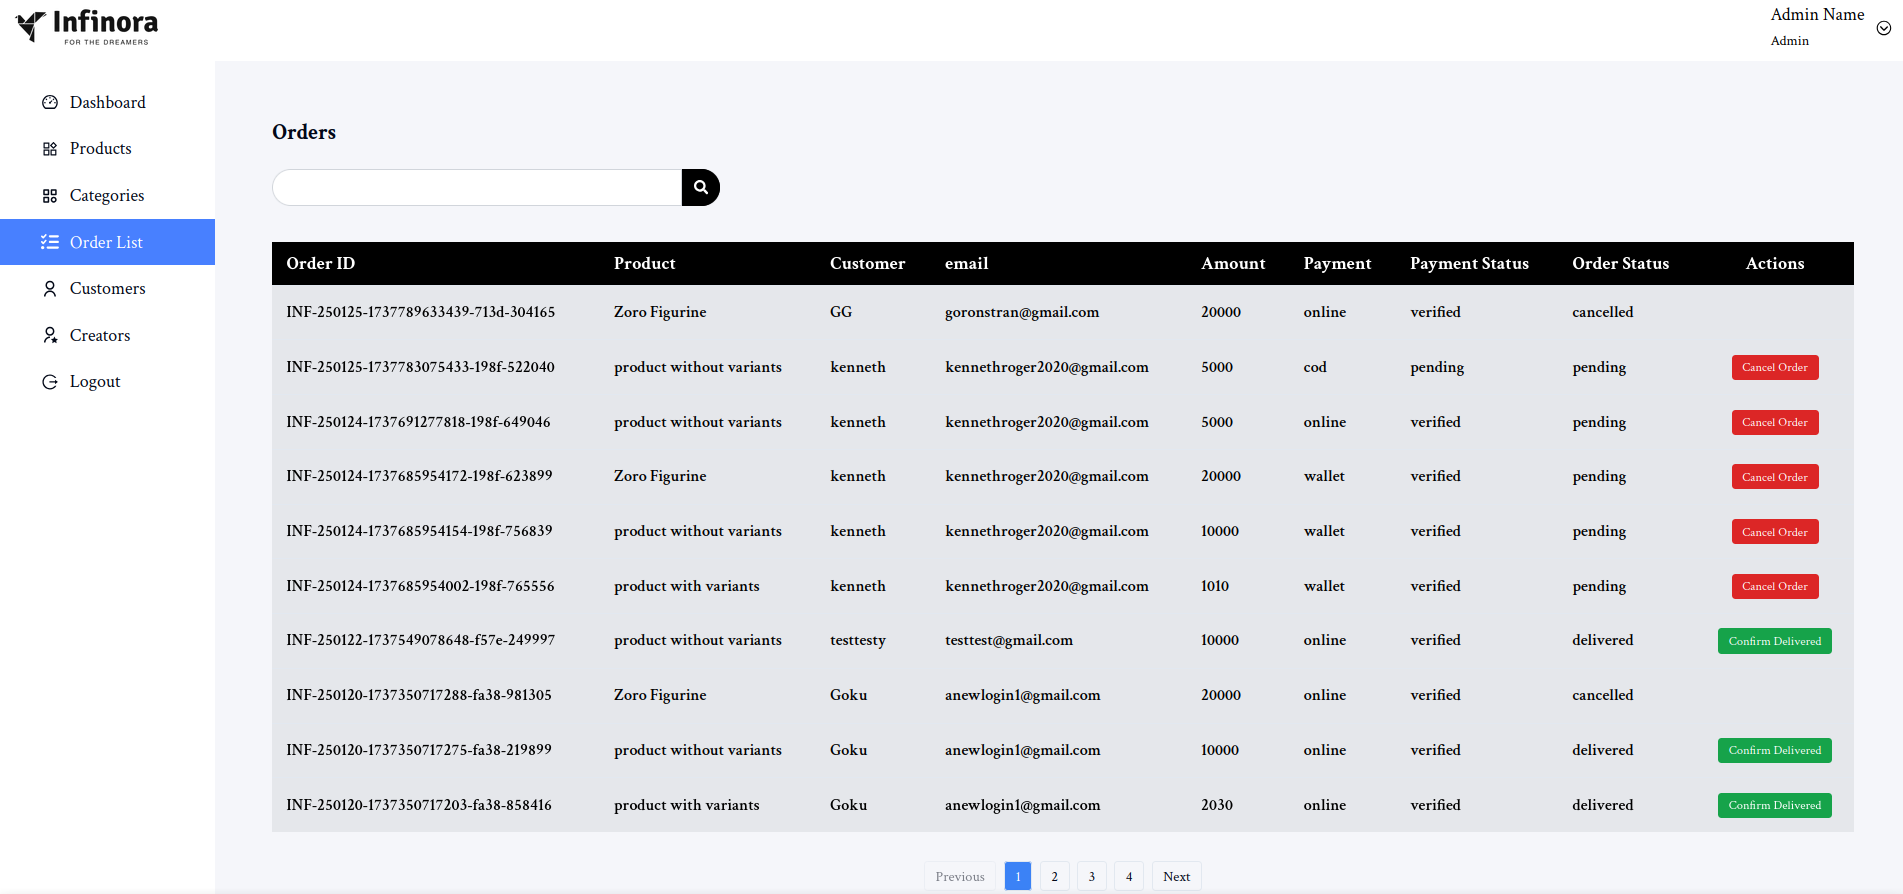 Infinora
FOR THE DREAMERS
Admin Name
Admin
Dashboard
Products
Categories
Order List
Customers
Creators
Logout
Orders
Order ID Product Customer email Amount Payment Payment Status Order Status Actions
INF-250125-1737789633439-713d-304165 Zoro Figurine GG goronstran@gmail.com 20000 online verified cancelled
INF-250125-1737783075433-198f-522040 product without variants kenneth kennethroger2020@gmail.com 5000 cod pending pending Cancel Order
INF-250124-1737691277818-198f-649046 product without variants kenneth kennethroger2020@gmail.com 5000 online verified pending Cancel Order
INF-250124-1737685954172-198f-623899 Zoro Figurine kenneth kennethroger2020@gmail.com 20000 wallet verified pending Cancel Order
INF-250124-1737685954154-198f-756839 product without variants kenneth kennethroger2020@gmail.com 10000 wallet verified pending Cancel Order
INF-250124-1737685954002-198f-765556 product with variants kenneth kennethroger2020@gmail.com 1010 wallet verified pending Cancel Order
INF-250122-1737549078648-f57e-249997 product without variants testtesty testtest@gmail.com 10000 online verified delivered Confirm Delivered
INF-250120-1737350717288-fa38-981305 Zoro Figurine Goku anewlogin1@gmail.com 20000 online verified cancelled
INF-250120-1737350717275-fa38-219899 product without variants Goku anewlogin1@gmail.com 10000 online verified delivered Confirm Delivered
INF-250120-1737350717203-fa38-858416 product with variants Goku anewlogin1@gmail.com 2030 online verified delivered Confirm Delivered
Previous 1 2 3 4 Next